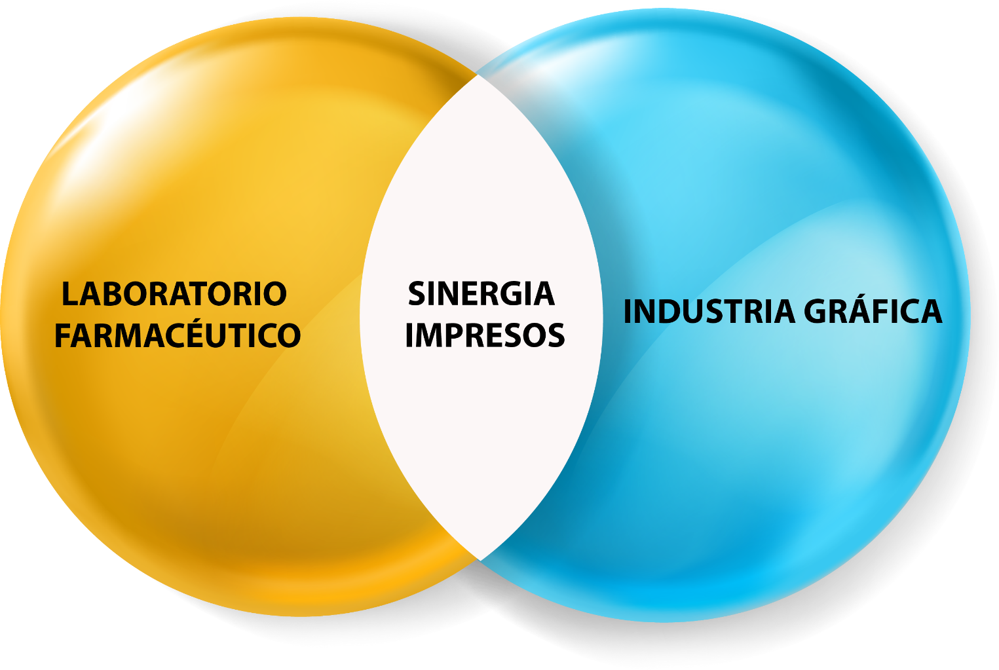 LABORATORIO
FARMACÉUTICO
SINERGIA
IMPRESOS
INDUSTRIA GRÁFICA